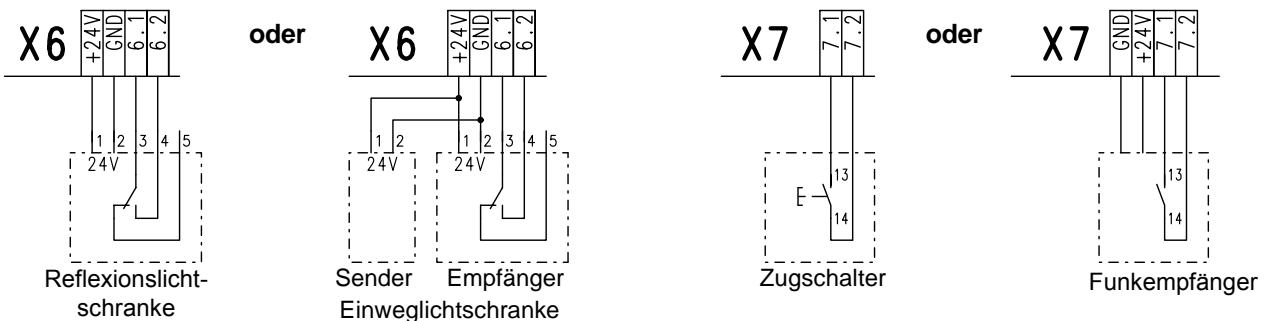 X6 +24V GND 6.1 6.2
1 2 3 4 5
24V
Reflexionslicht-
schranke
oder
X6 +24V GND 6.1 6.2
1 2 1 2 3 4 5
24V 24V
Sender Empfänger
Einweglichtschranke
X7 7.1 7.2
13
14
Zugschalter
oder
X7 GND +24V 7.1 7.2
13
14
Funkempfänger